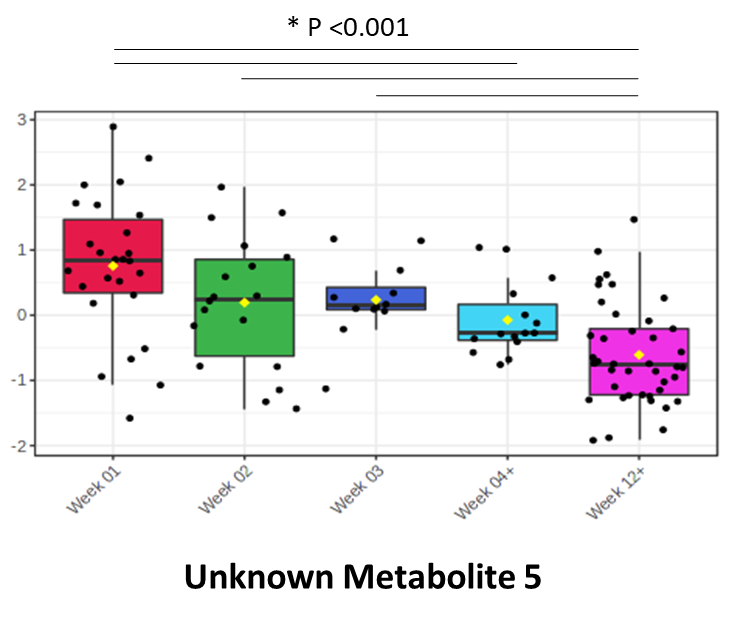 * P <0.001
3
2
1
0
-1
-2
Week 01
Week 02
Week 03
Week 04+
Week 12+
Unknown Metabolite 5